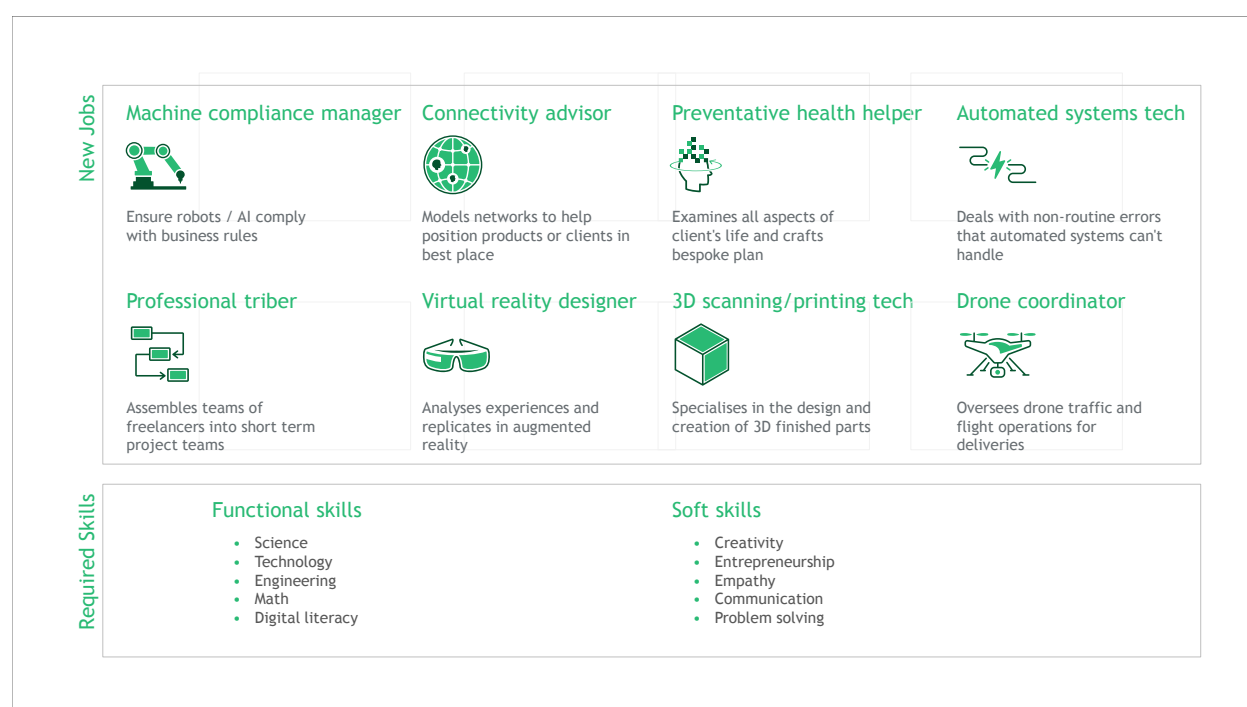 New Jobs
Machine compliance manager
Ensure robots / AI comply
with business rules
Connectivity advisor
Models networks to help
position products or clients in
best place
Preventative health helper
Examines all aspects of
client's life and crafts
bespoke plan
Automated systems tech
Deals with non-routine errors
that automated systems can't
handle
Professional triber
Assembles teams of
freelancers into short term
project teams
Virtual reality designer
Analyses experiences and
replicates in augmented
reality
3D scanning/printing tech
Specialises in the design and
creation of 3D finished parts
Drone coordinator
Oversees drone traffic and
flight operations for
deliveries
Required Skills
Functional skills
• Science
• Technology
• Engineering
• Math
• Digital literacy
Soft skills
• Creativity
• Entrepreneurship
• Empathy
• Communication
• Problem solving